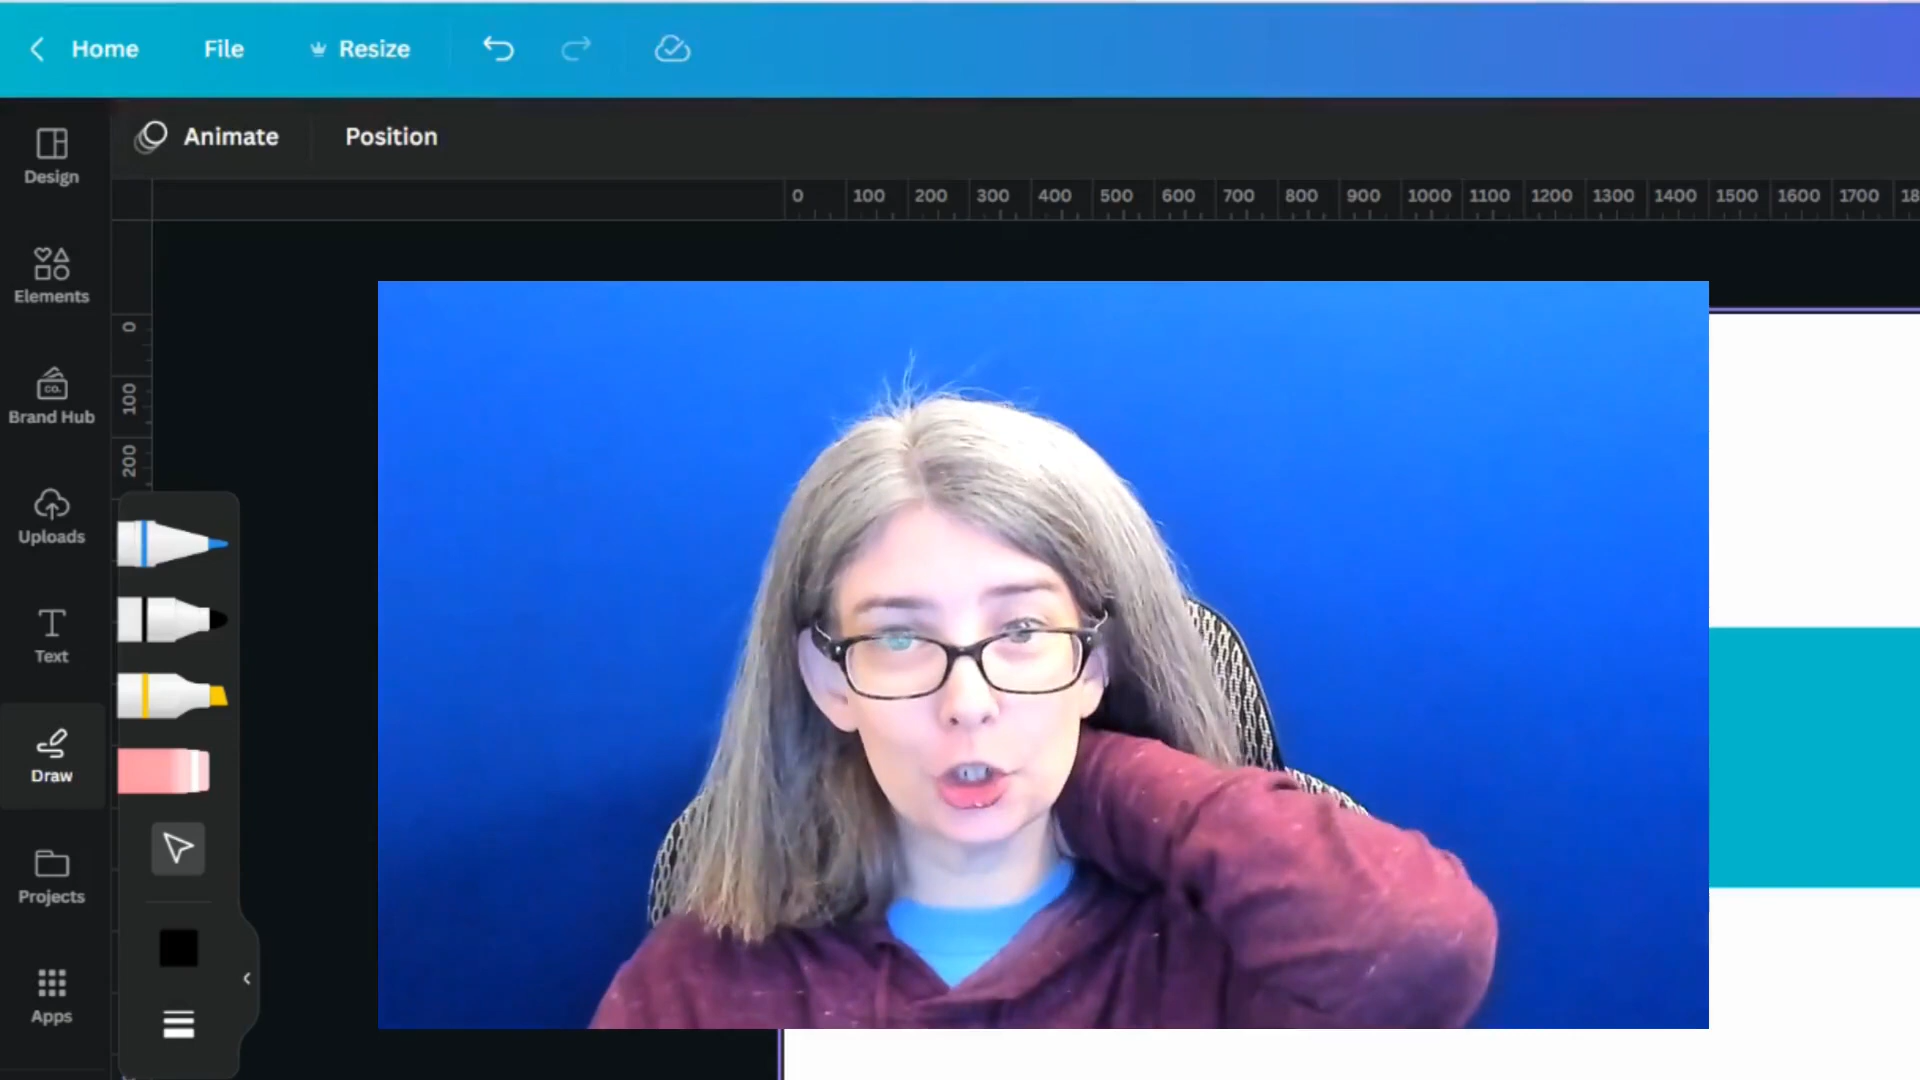 Home File Resize
Animate Position
0 100 200 300 400 500 600 700 800 900 1000 1100 1200 1300 1400 1500 1600 1700
Design
Elements
CO.
Brand Hub
Uploads
Text
Draw
Projects
Apps
0
100
200